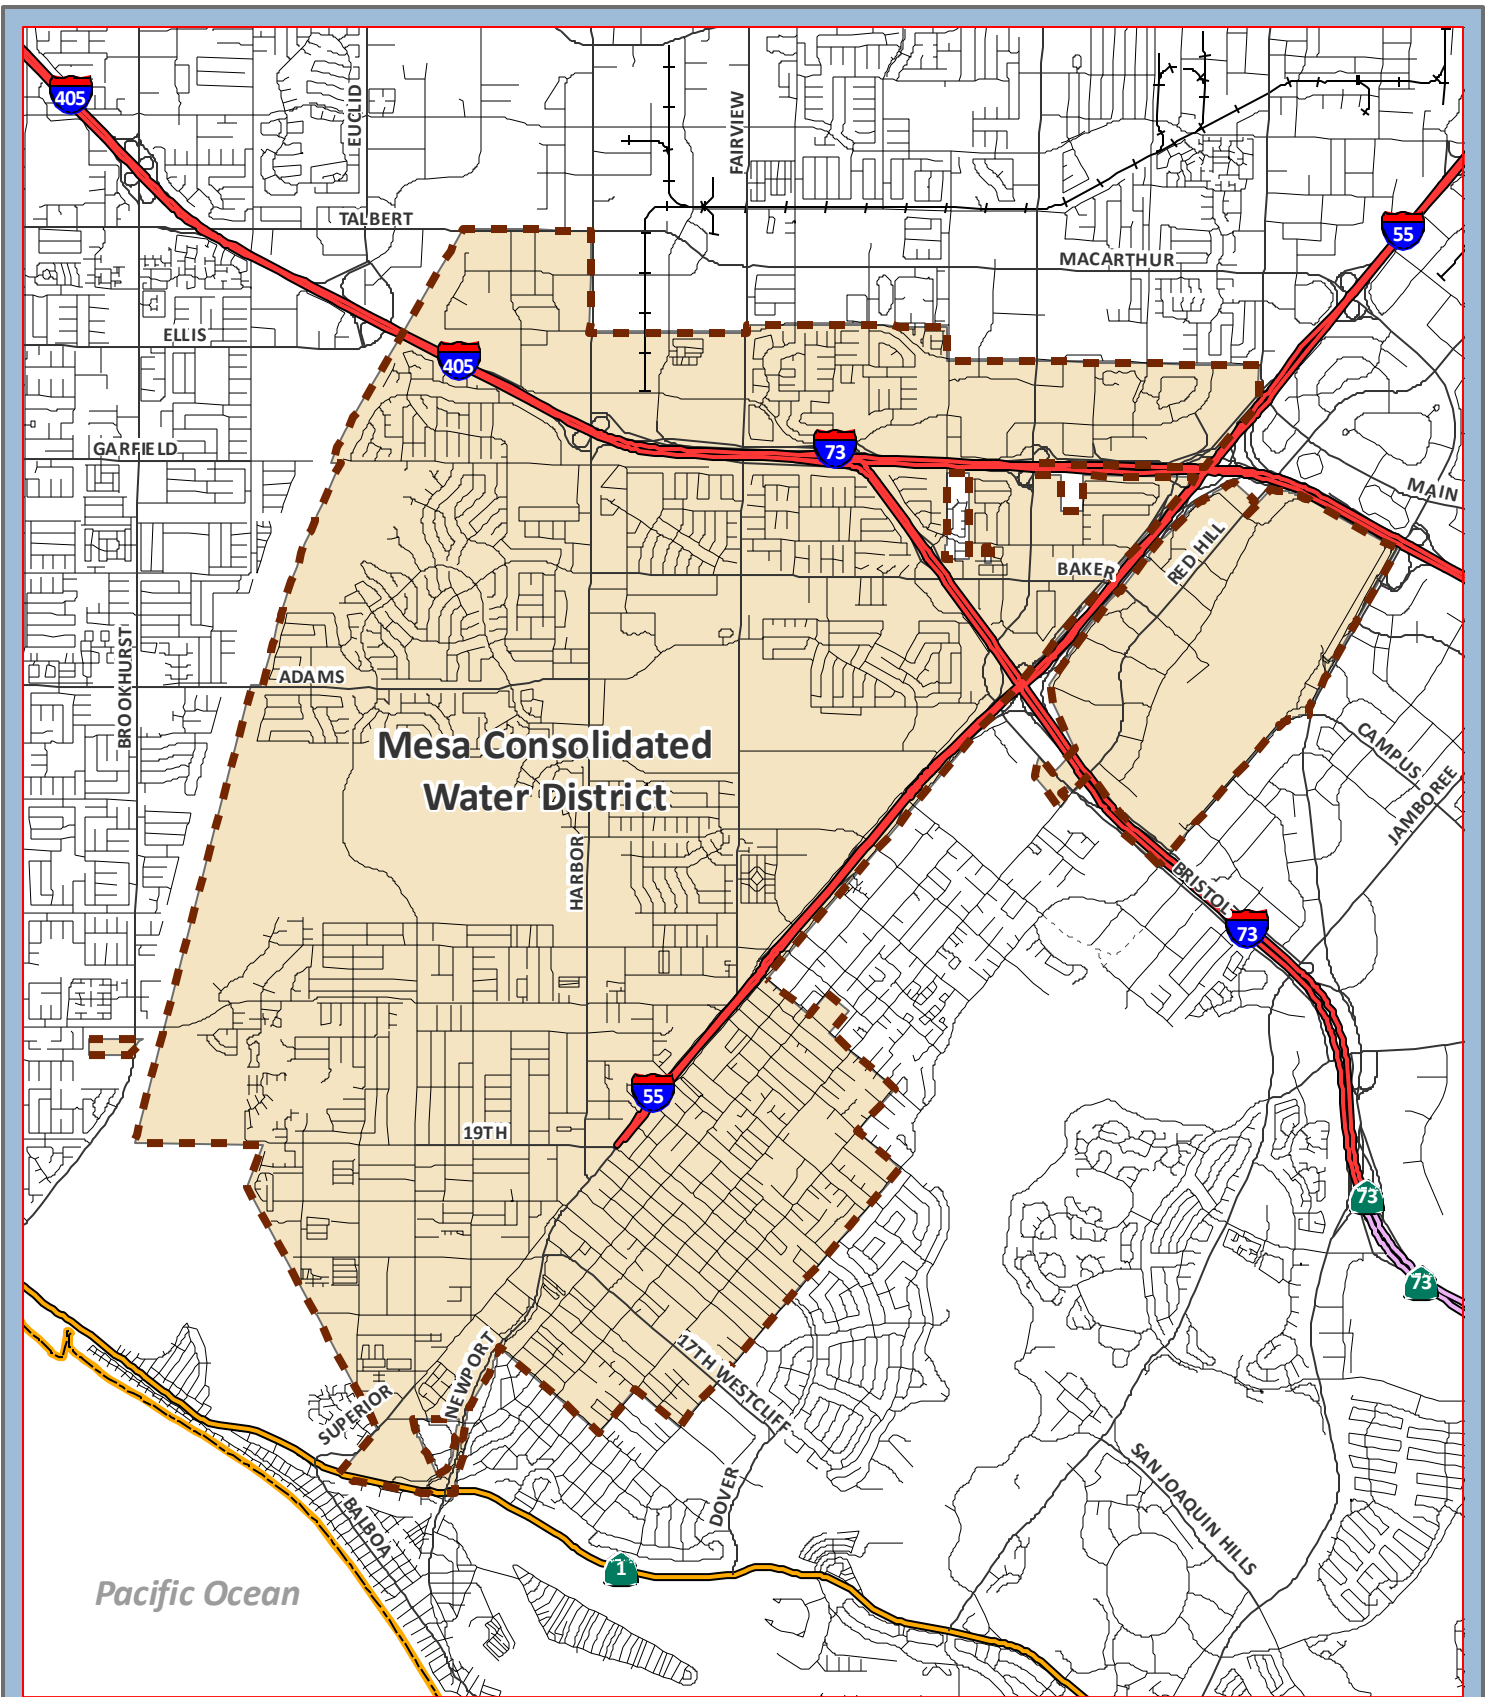 405
EUCLID
FAIRVIEW
TALBERT
55
MACARTHUR
ELLIS
405
GARFIELD
73
MAIN
RED HILL
BAKER
BROOKHURST
ADAMS
Mesa Consolidated
Water District
CAMPUS
JAMBOREE
HARBOR
BRISTOL
73
55
19TH
73
73
17TH WESTCLIFF
NEWPORT
SUPERIOR
SAN JOAQUIN HILLS
DOVER
BALBOA
1
Pacific Ocean